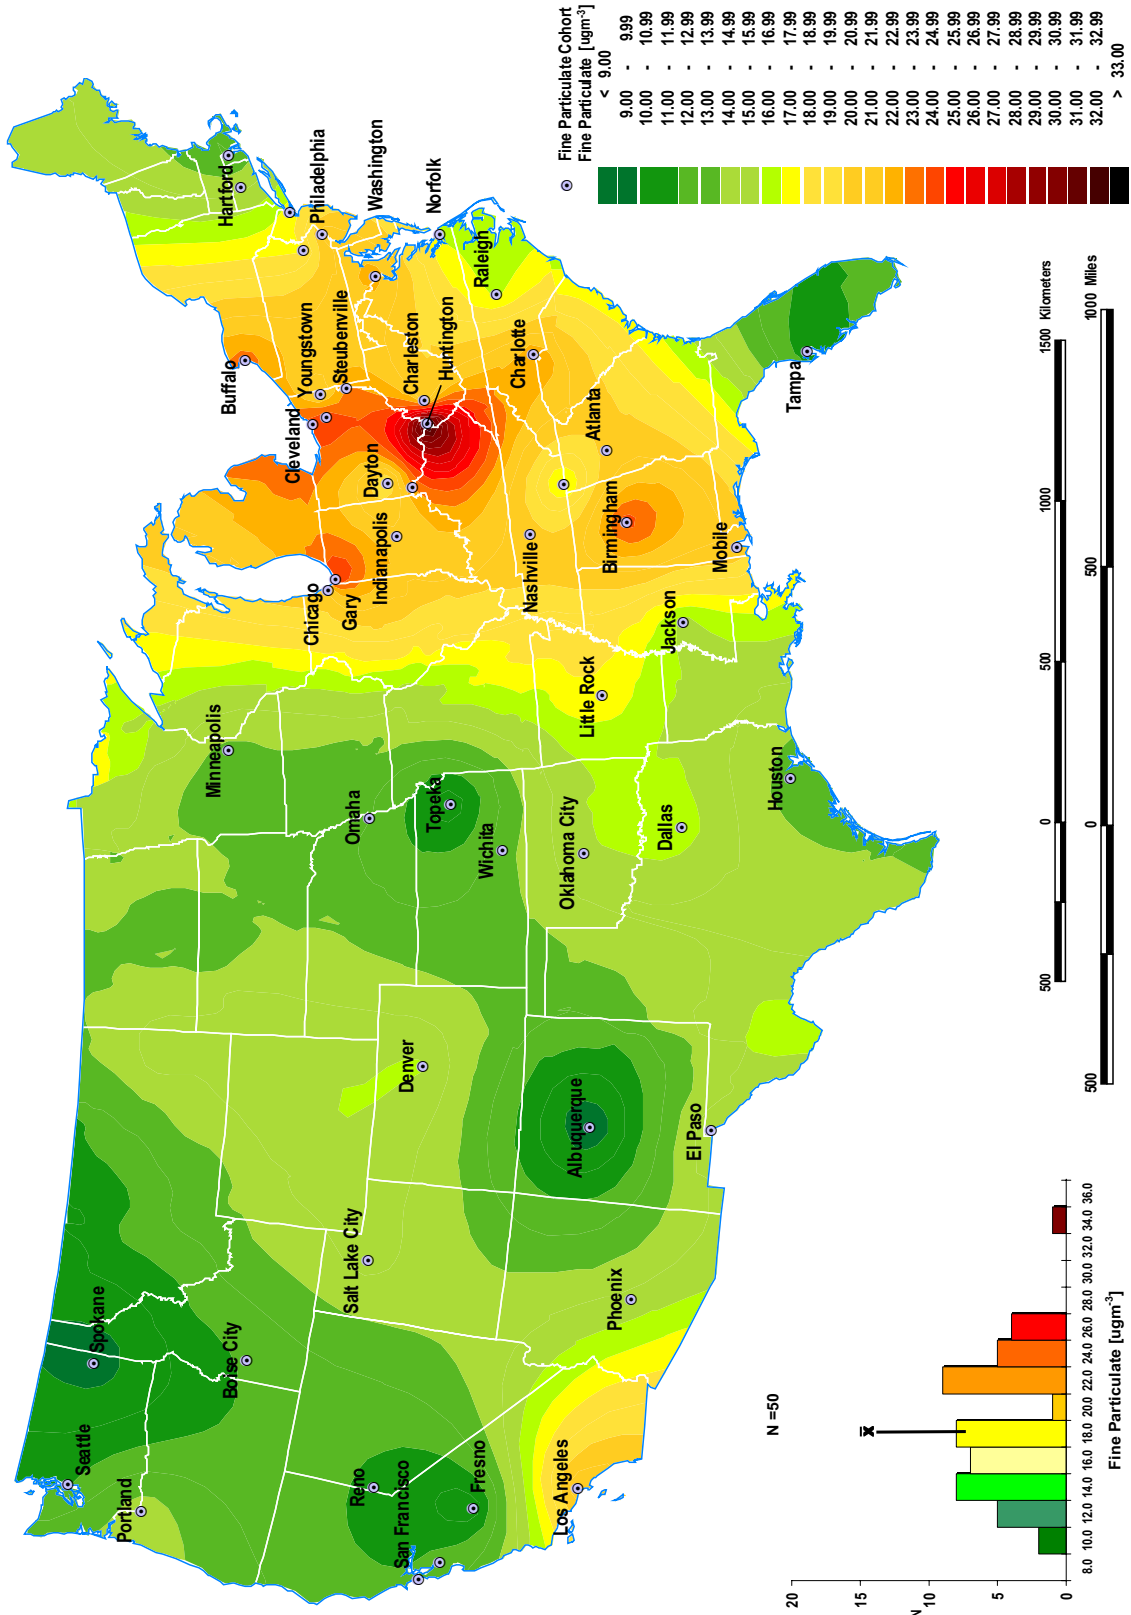 Fine Particulate Cohort
Fine Particulate [ugm
< 9.00
9.00 - 9.99
10.00 - 10.99
11.00 - 11.99
12.00 - 12.99
13.00 - 13.99
14.00 - 14.99
15.00 - 15.99
16.00 - 16.99
17.00 - 17.99
18.00 - 18.99
19.00 - 19.99
20.00 - 20.99
21.00 - 21.99
22.00 - 22.99
23.00 - 23.99
24.00 - 24.99
25.00 - 25.99
26.00 - 26.99
27.00 - 27.99
28.00 - 28.99
29.00 - 29.99
30.00 - 30.99
31.00 - 31.99
32.00 - 32.99
> 33.00
Seattle
Portland
Spokane
Boise City
Reno
San Francisco
Fresno
Los Angeles
Salt Lake City
Phoenix
Denver
Albuquerque
El Paso
Minneapolis
Omaha
Topeka
Wichita
Oklahoma City
Dallas
Houston
Little Rock
Jackson
Chicago
Gary
Indianapolis
Nashville
Birmingham
Mobile
Cleveland
Dayton
Atlanta
Buffalo
Youngstown
Steubenville
Charleston
Huntington
Charlotte
Tampa
Hartford
Philadelphia
Washington
Norfolk
Raleigh
500 0 500 1000 1500 Kilometers
500 0 500 1000 Miles
N =50
x̄
N
20
15
10
5
0
8.0 10.0 12.0 14.0 16.0 18.0 20.0 22.0 24.0 26.0 28.0 30.0 32.0 34.0 36.0
Fine Particulate [ugm⁻³]